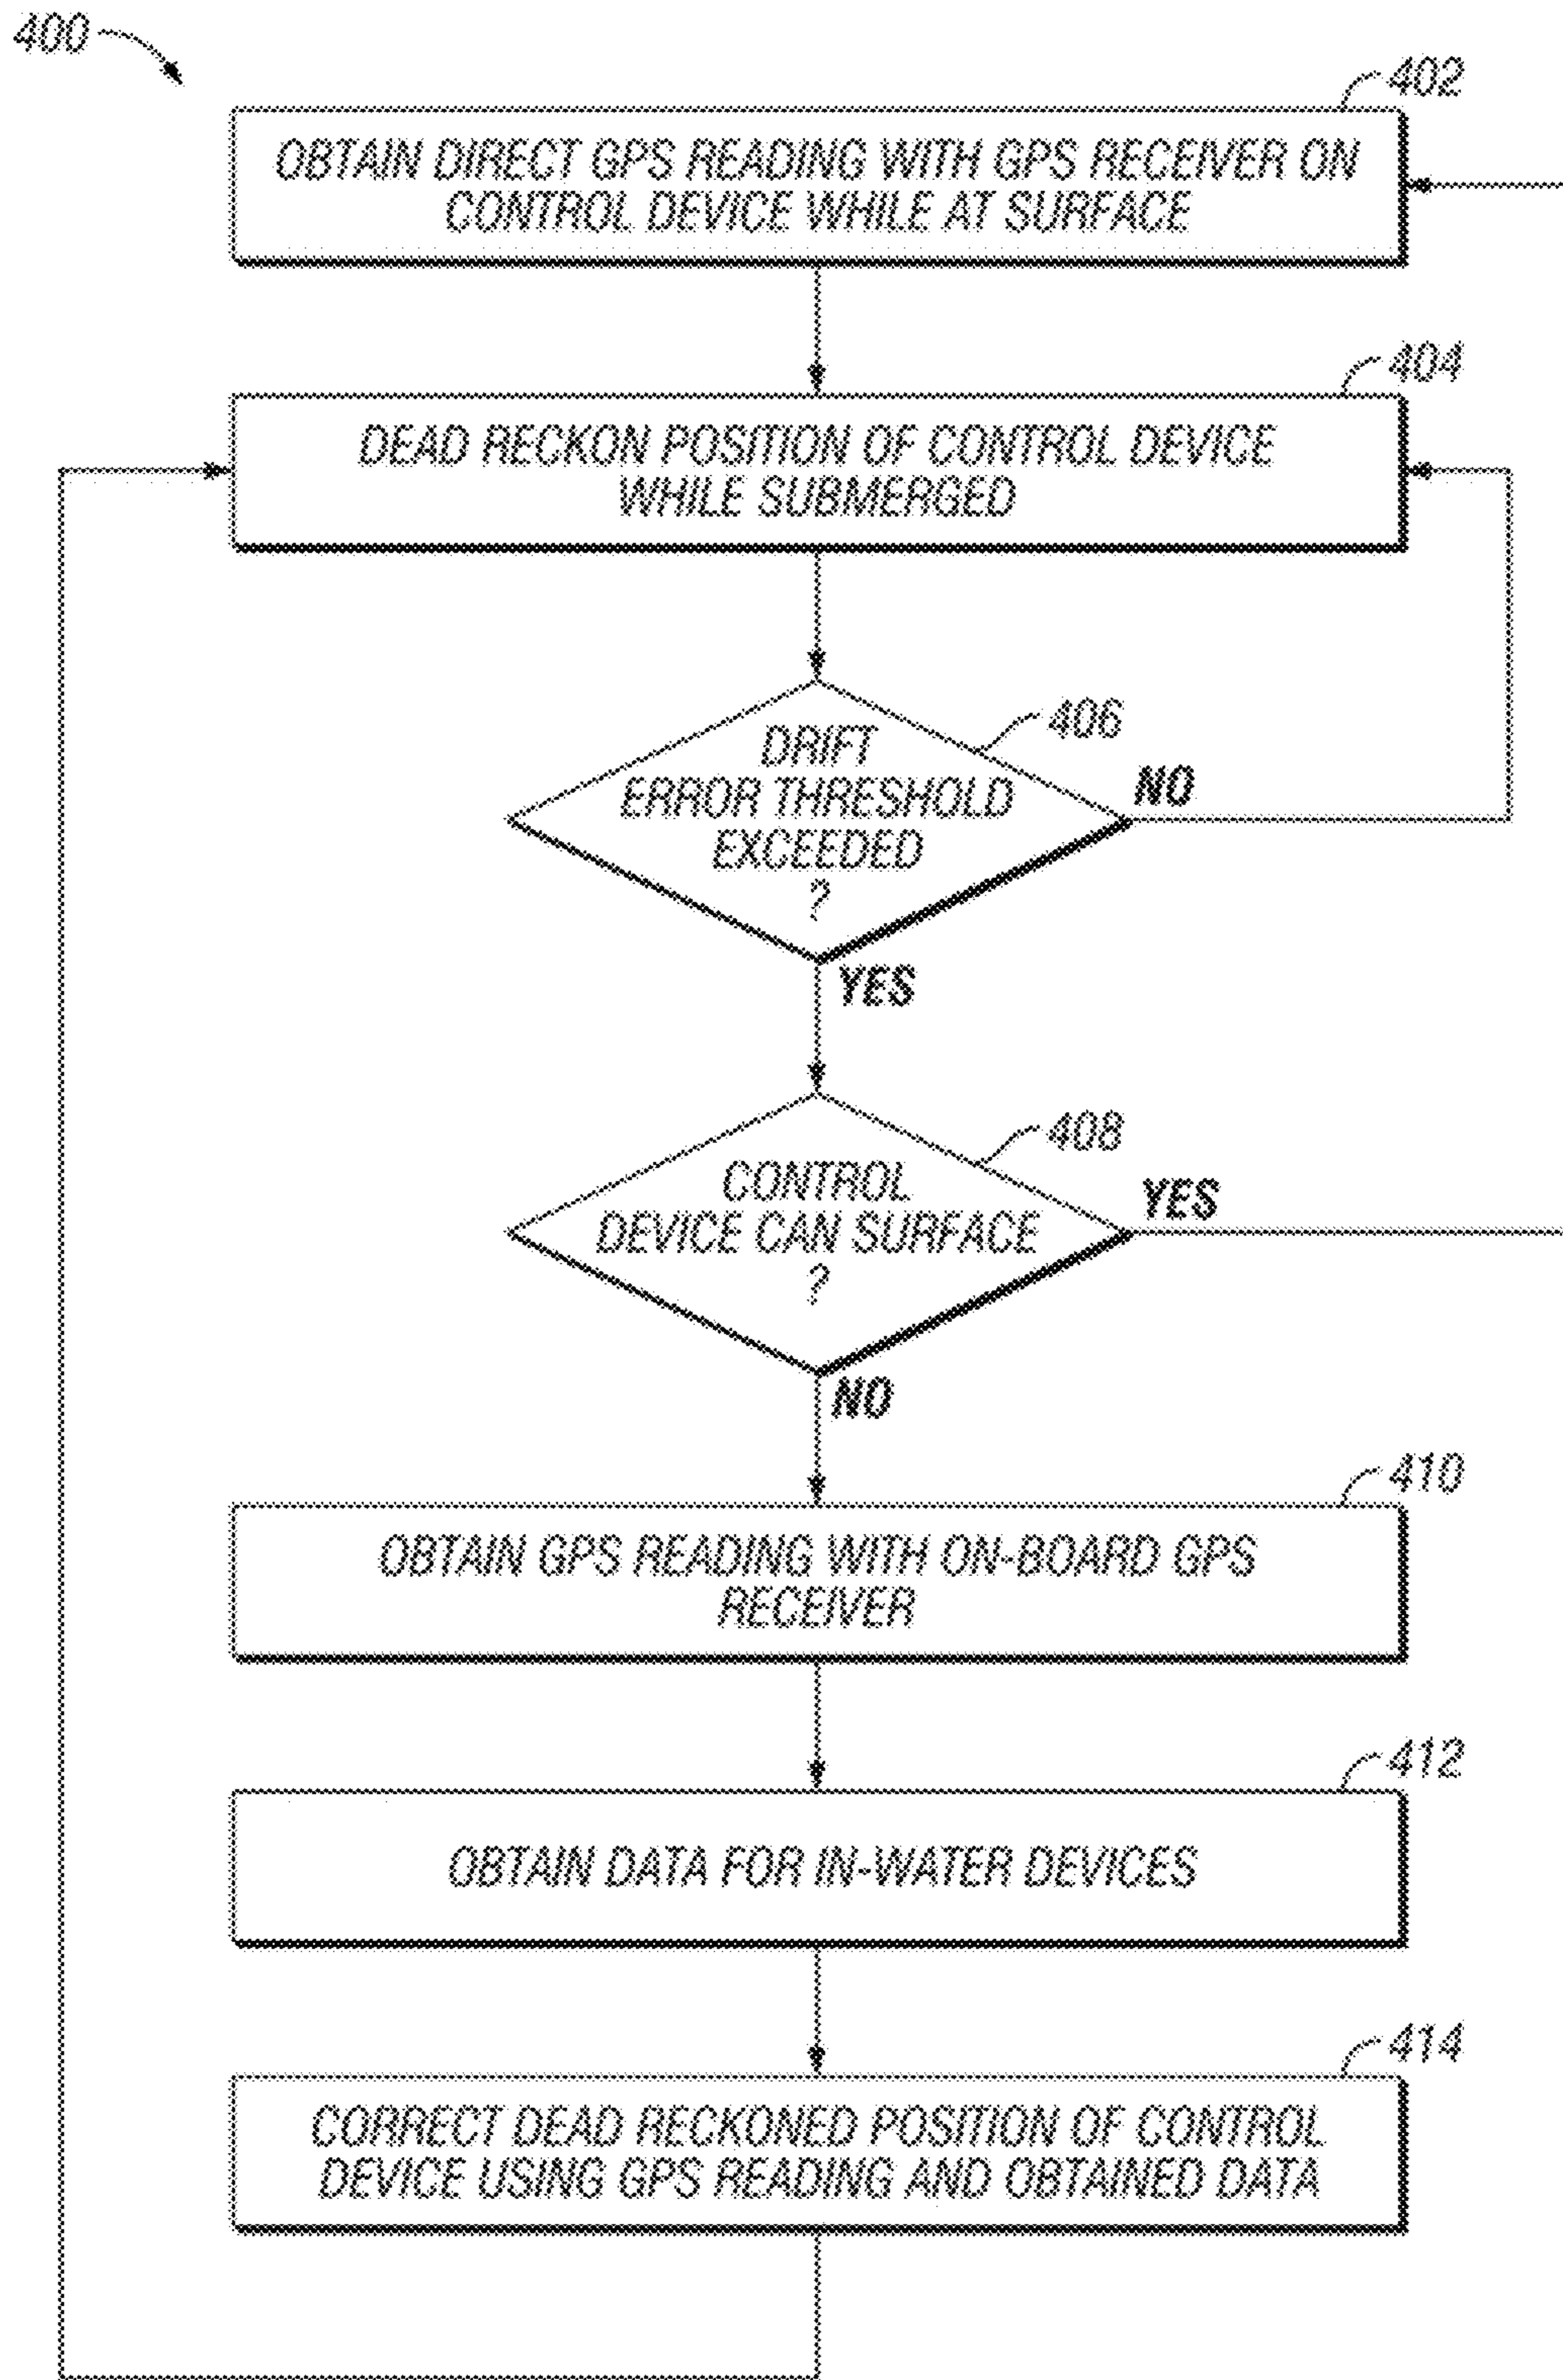 400
402
OBTAIN DIRECT GPS READING WITH GPS RECEIVER ON
CONTROL DEVICE WHILE AT SURFACE
404
DEAD RECKON POSITION OF CONTROL DEVICE
WHILE SUBMERGED
406
DRIFT
ERROR THRESHOLD
EXCEEDED
?
NO
YES
408
CONTROL
DEVICE CAN SURFACE
?
YES
NO
410
OBTAIN GPS READING WITH ON-BOARD GPS
RECEIVER
412
OBTAIN DATA FOR IN-WATER DEVICES
414
CORRECT DEAD RECKONED POSITION OF CONTROL
DEVICE USING GPS READING AND OBTAINED DATA